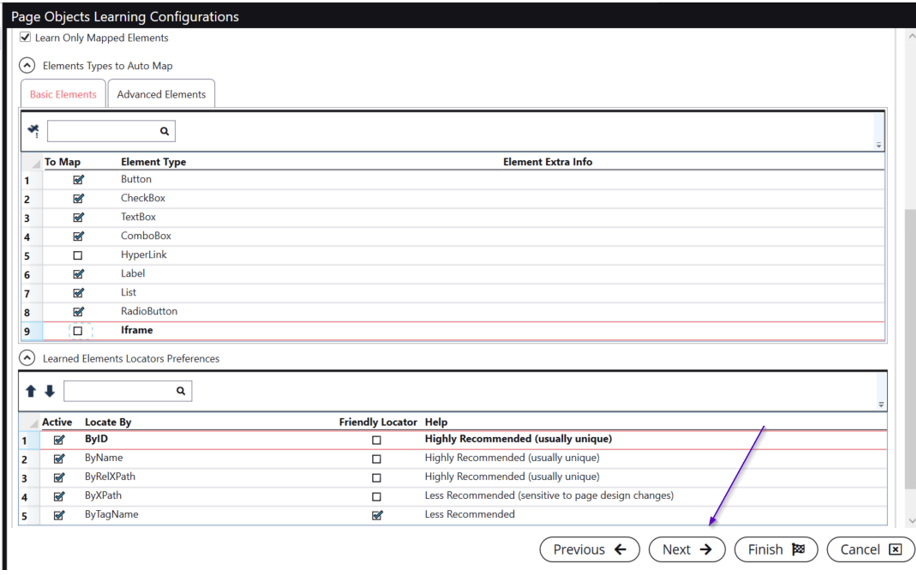 Page Objects Learning Configurations
Learn Only Mapped Elements
Elements Types to Auto Map
Basic Elements Advanced Elements
To Map Element Type Element Extra Info
1 Button
2 CheckBox
3 TextBox
4 ComboBox
5 HyperLink
6 Label
7 List
8 RadioButton
9 Iframe
Learned Elements Locators Preferences
Active Locate By Friendly Locator Help
1 ByID Highly Recommended (usually unique)
2 ByName Highly Recommended (usually unique)
3 ByRelXPath Highly Recommended (usually unique)
4 ByXPath Less Recommended (sensitive to page design changes)
5 ByTagName Less Recommended
Previous Next Finish Cancel